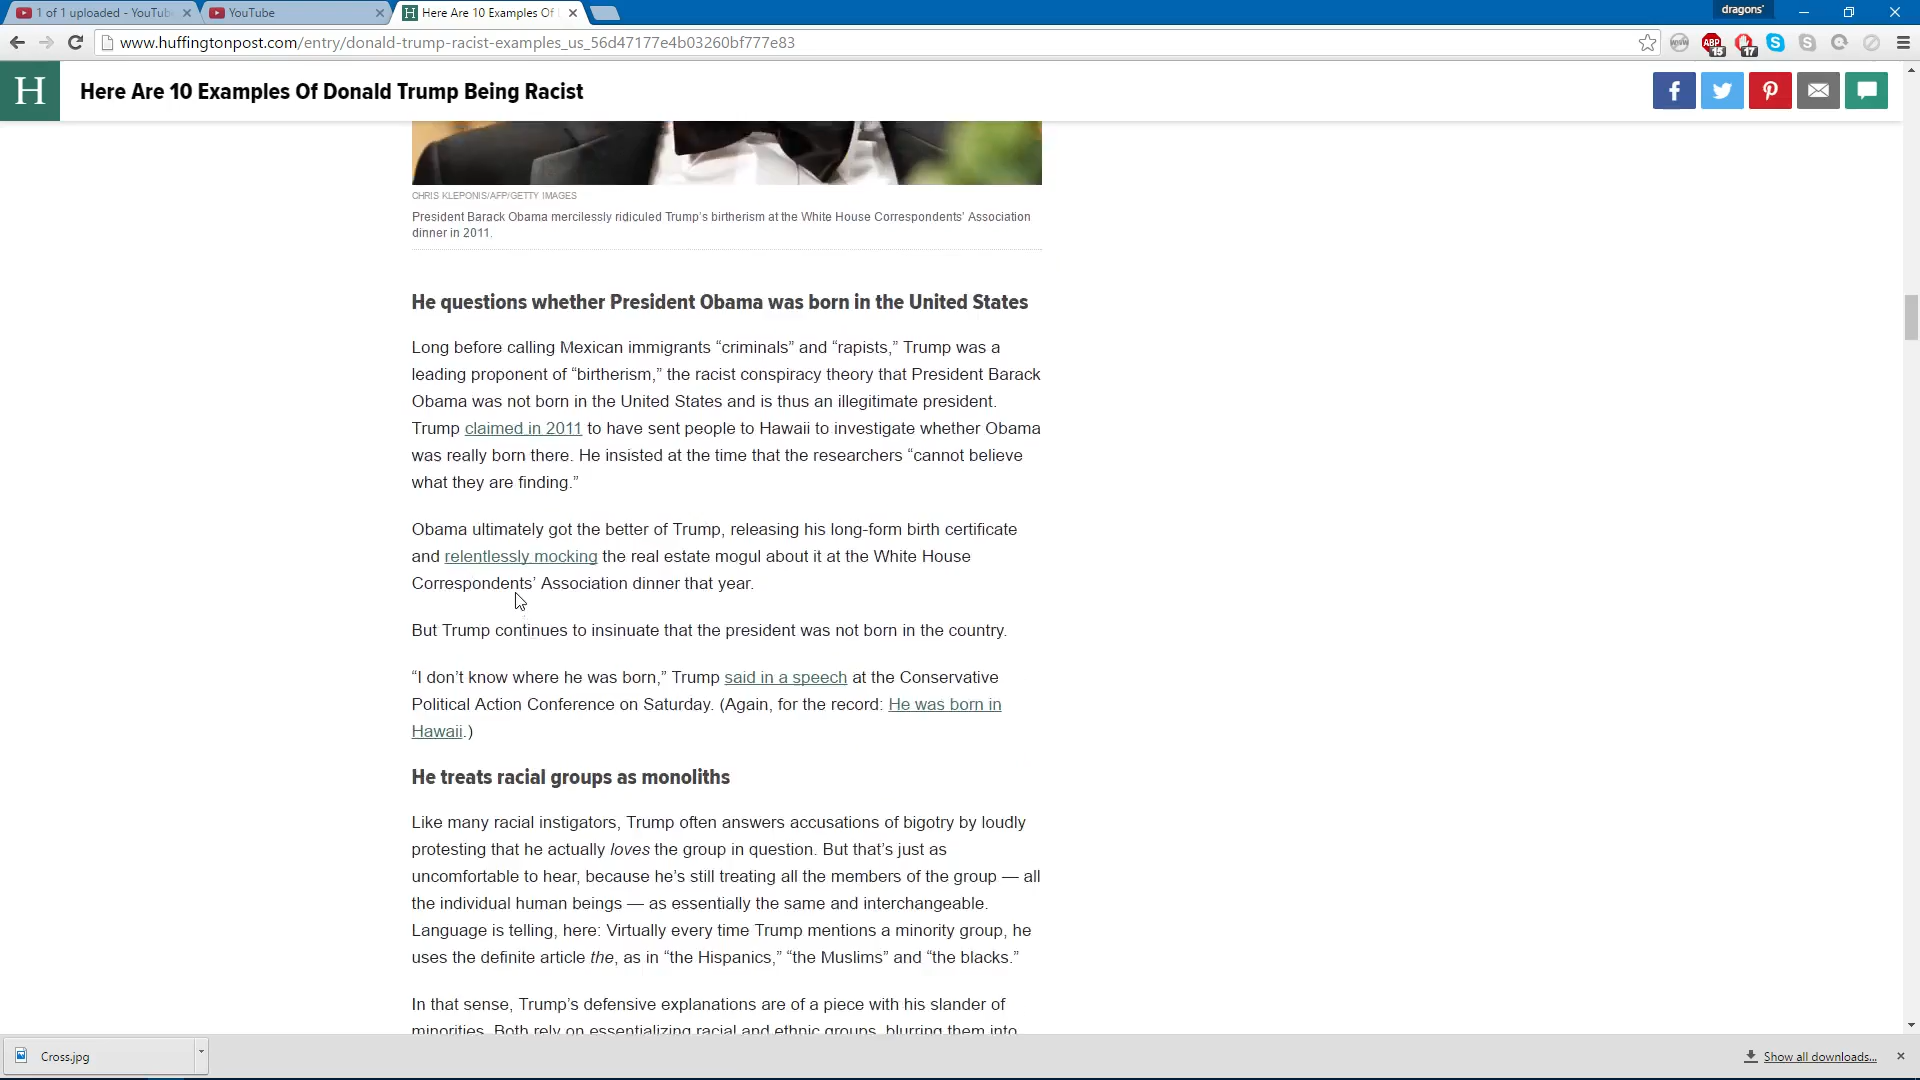 1 of 1 uploaded - YouTub
YouTube
Here Are 10 Examples Of
dragons'
www.huffingtonpost.com/entry/donald-trump-racist-examples_us_56d47177e4b03260bf777e83
ABP
15
17
H
Here Are 10 Examples Of Donald Trump Being Racist
CHRIS KLEPONIS/AFP/GETTY IMAGES
President Barack Obama mercilessly ridiculed Trump's birtherism at the White House Correspondents' Association
dinner in 2011.
He questions whether President Obama was born in the United States
Long before calling Mexican immigrants “criminals” and “rapists,” Trump was a
leading proponent of “birtherism,” the racist conspiracy theory that President Barack
Obama was not born in the United States and is thus an illegitimate president.
Trump claimed in 2011 to have sent people to Hawaii to investigate whether Obama
was really born there. He insisted at the time that the researchers “cannot believe
what they are finding.”
Obama ultimately got the better of Trump, releasing his long-form birth certificate
and relentlessly mocking the real estate mogul about it at the White House
Correspondents’ Association dinner that year.
But Trump continues to insinuate that the president was not born in the country.
“I don’t know where he was born,” Trump said in a speech at the Conservative
Political Action Conference on Saturday. (Again, for the record: He was born in
Hawaii.)
He treats racial groups as monoliths
Like many racial instigators, Trump often answers accusations of bigotry by loudly
protesting that he actually loves the group in question. But that’s just as
uncomfortable to hear, because he’s still treating all the members of the group — all
the individual human beings — as essentially the same and interchangeable.
Language is telling, here: Virtually every time Trump mentions a minority group, he
uses the definite article the, as in “the Hispanics,” “the Muslims” and “the blacks.”
In that sense, Trump’s defensive explanations are of a piece with his slander of
minorities. Both rely on essentializing racial and ethnic groups, blurring them into
Cross.jpg
Show all downloads...